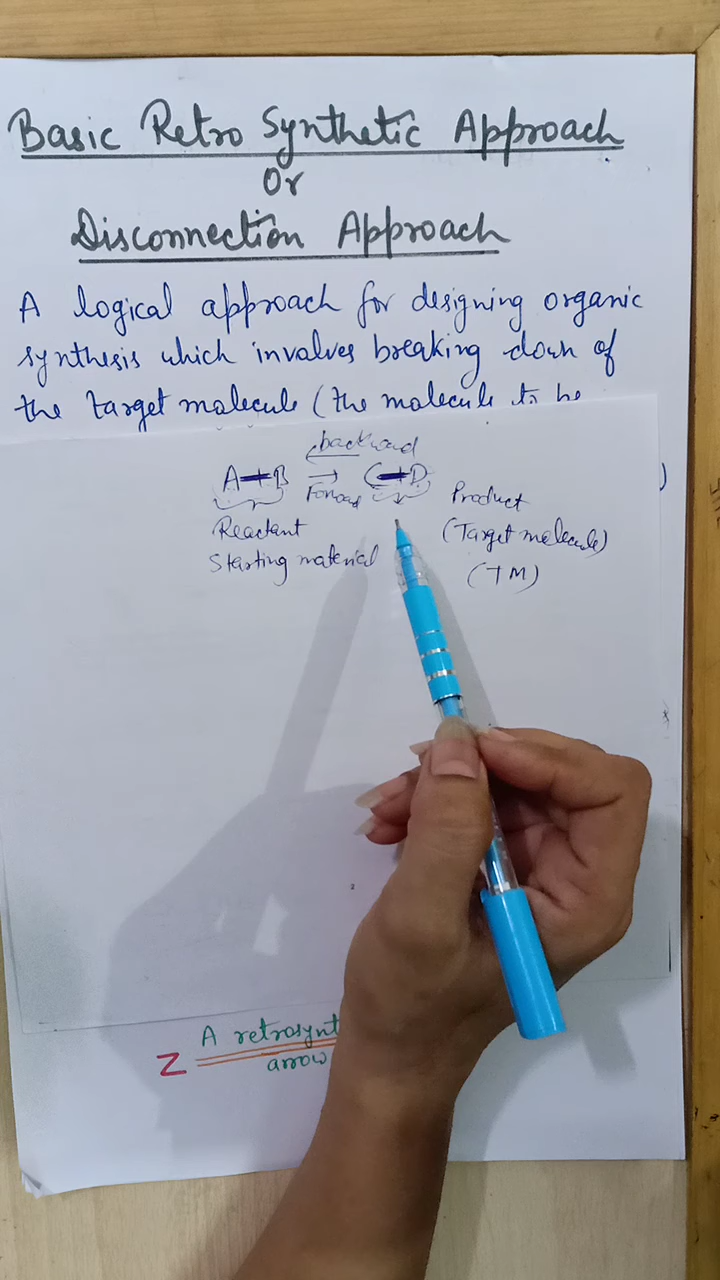 Basic Retro Synthetic Approach
Or
Disconnection Approach
A logical approach for designing organic
synthesis which involves breaking down of
the target molecule (the molecule to be
)
backward
A + B → C + D
Forward
Product
Reactant
(Target molecule)
Starting material
(TM)
A retrosynt
Z
arrow